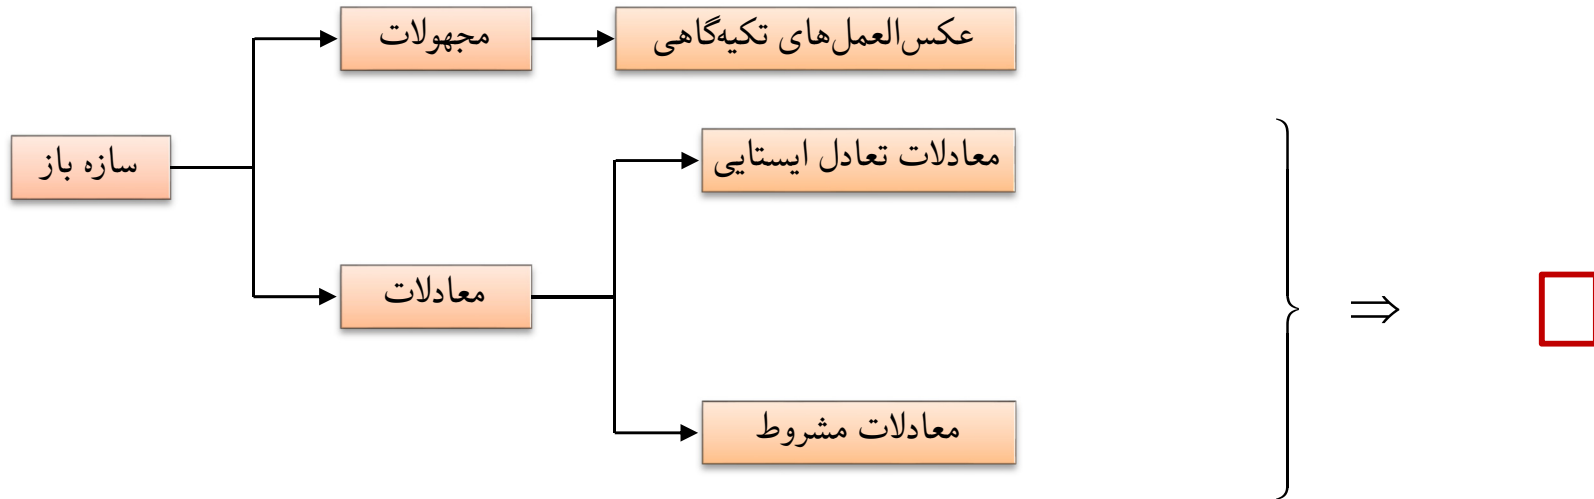 مجهولات
عکس‌العمل‌های تکیه‌گاهی
سازه باز
معادلات تعادل ایستایی
معادلات
⇒
معادلات مشروط